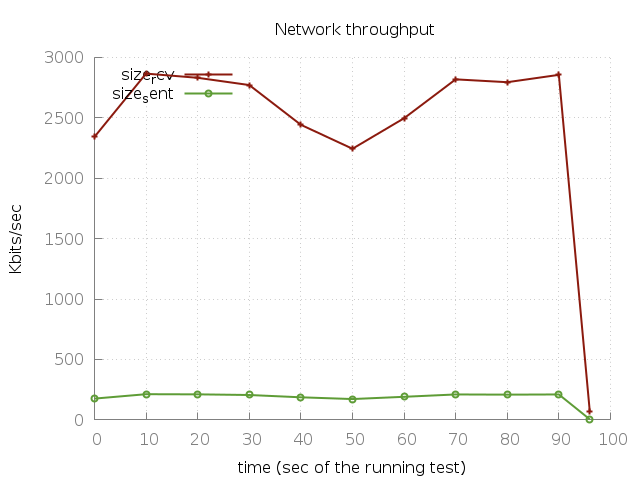 Network throughput
3000
2500
2000
1500
1000
500
0
Kbits/sec
size_rcv
size_sent
0 10 20 30 40 50 60 70 80 90 100
time (sec of the running test)